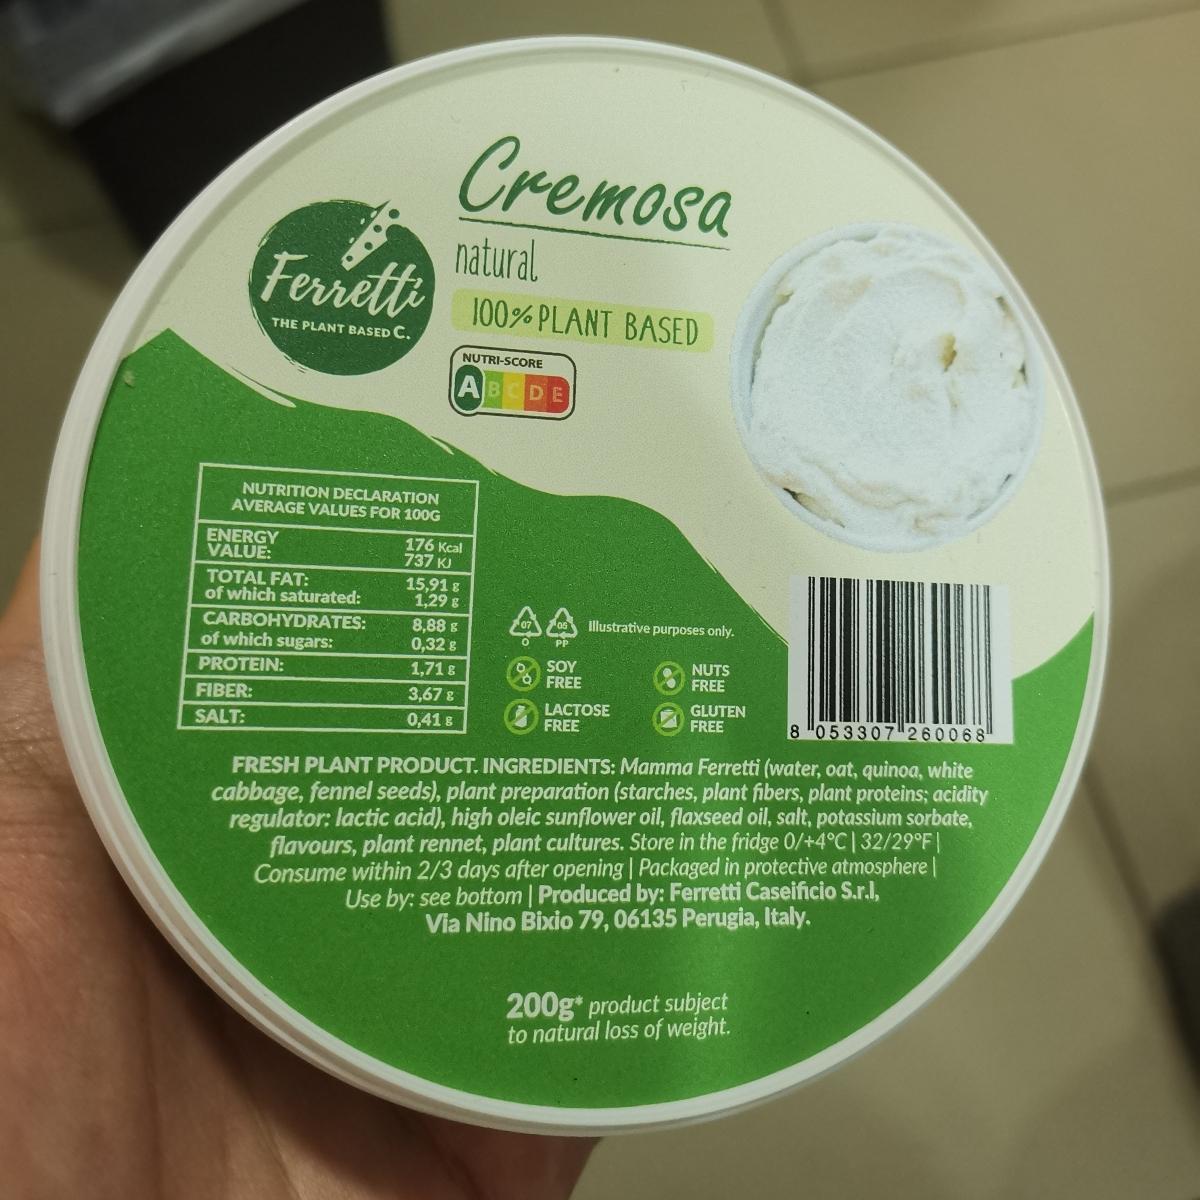 Cremosa
natural
100% PLANT BASED
Ferretti
THE PLANT BASED C.
NUTRI-SCORE
A B C D E
NUTRITION DECLARATION
AVERAGE VALUES FOR 100G
ENERGY VALUE: 176 Kcal 737 KJ
TOTAL FAT: 15,91 g
of which saturated: 1,29 g
CARBOHYDRATES: 8,88 g
of which sugars: 0,32 g
PROTEIN: 1,71 g
FIBER: 3,67 g
SALT: 0,41 g
07 05 Illustrative purposes only.
O PP
SOY FREE
NUTS FREE
LACTOSE FREE
GLUTEN FREE
8 053307 260068
FRESH PLANT PRODUCT. INGREDIENTS: Mamma Ferretti (water, oat, quinoa, white
cabbage, fennel seeds), plant preparation (starches, plant fibers, plant proteins; acidity
regulator: lactic acid), high oleic sunflower oil, flaxseed oil, salt, potassium sorbate,
flavours, plant rennet, plant cultures. Store in the fridge 0/+4°C | 32/29°F |
Consume within 2/3 days after opening | Packaged in protective atmosphere |
Use by: see bottom | Produced by: Ferretti Caseificio S.r.l,
Via Nino Bixio 79, 06135 Perugia, Italy.
200g* product subject
to natural loss of weight.